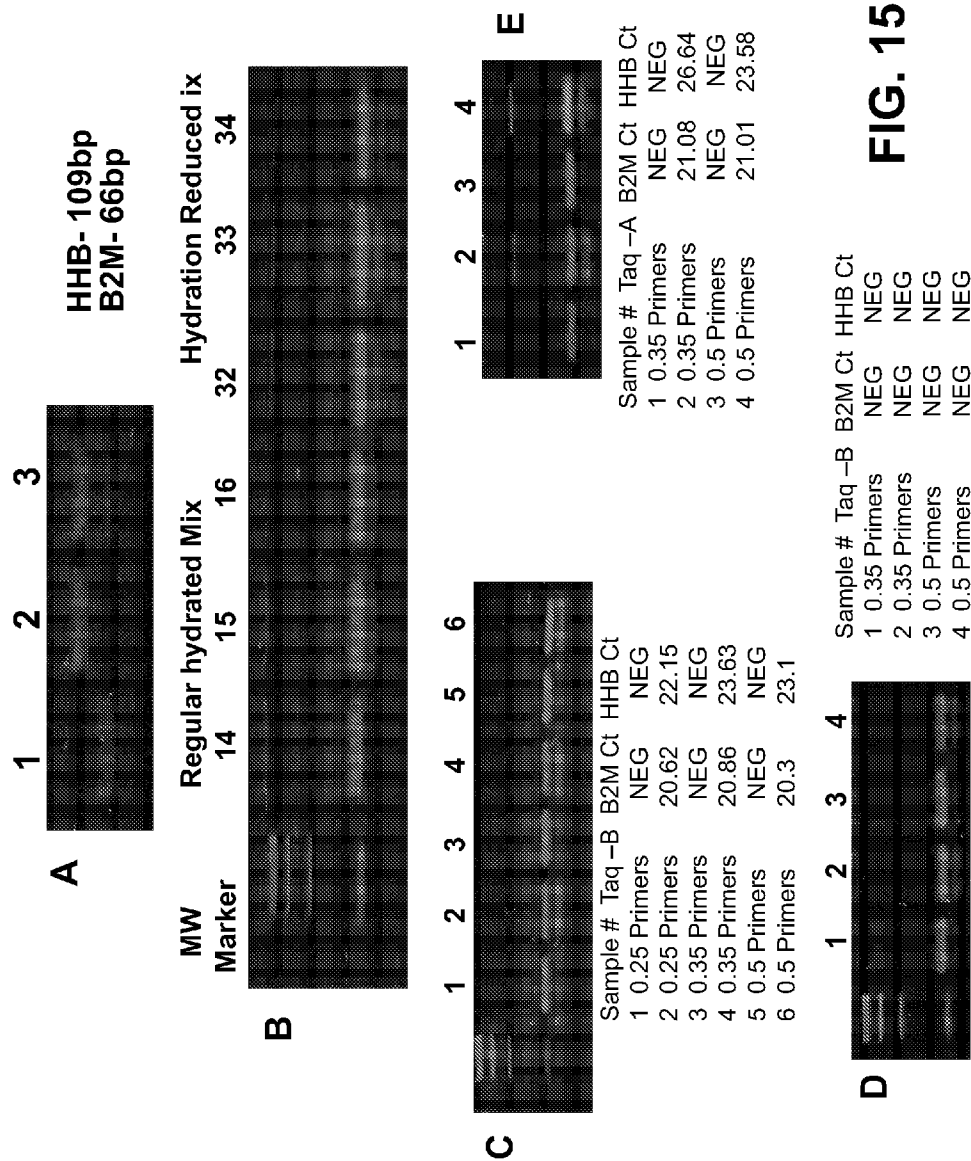 A
1 2 3
HHB- 109bp
B2M- 66bp
B
MW
Marker
Regular hydrated Mix
Hydration Reduced ix
14 15 16 32 33 34
C
1 2 3 4 5 6
Sample # Taq –B B2M Ct HHB Ct
1 0.25 Primers NEG NEG
2 0.25 Primers 20.62 22.15
3 0.35 Primers NEG NEG
4 0.35 Primers 20.86 23.63
5 0.5 Primers NEG NEG
6 0.5 Primers 20.3 23.1
E
1 2 3 4
Sample # Taq –A B2M Ct HHB Ct
1 0.35 Primers NEG NEG
2 0.35 Primers 21.08 26.64
3 0.5 Primers NEG NEG
4 0.5 Primers 21.01 23.58
D
1 2 3 4
Sample # Taq –B B2M Ct HHB Ct
1 0.35 Primers NEG NEG
2 0.35 Primers NEG NEG
3 0.5 Primers NEG NEG
4 0.5 Primers NEG NEG
FIG. 15